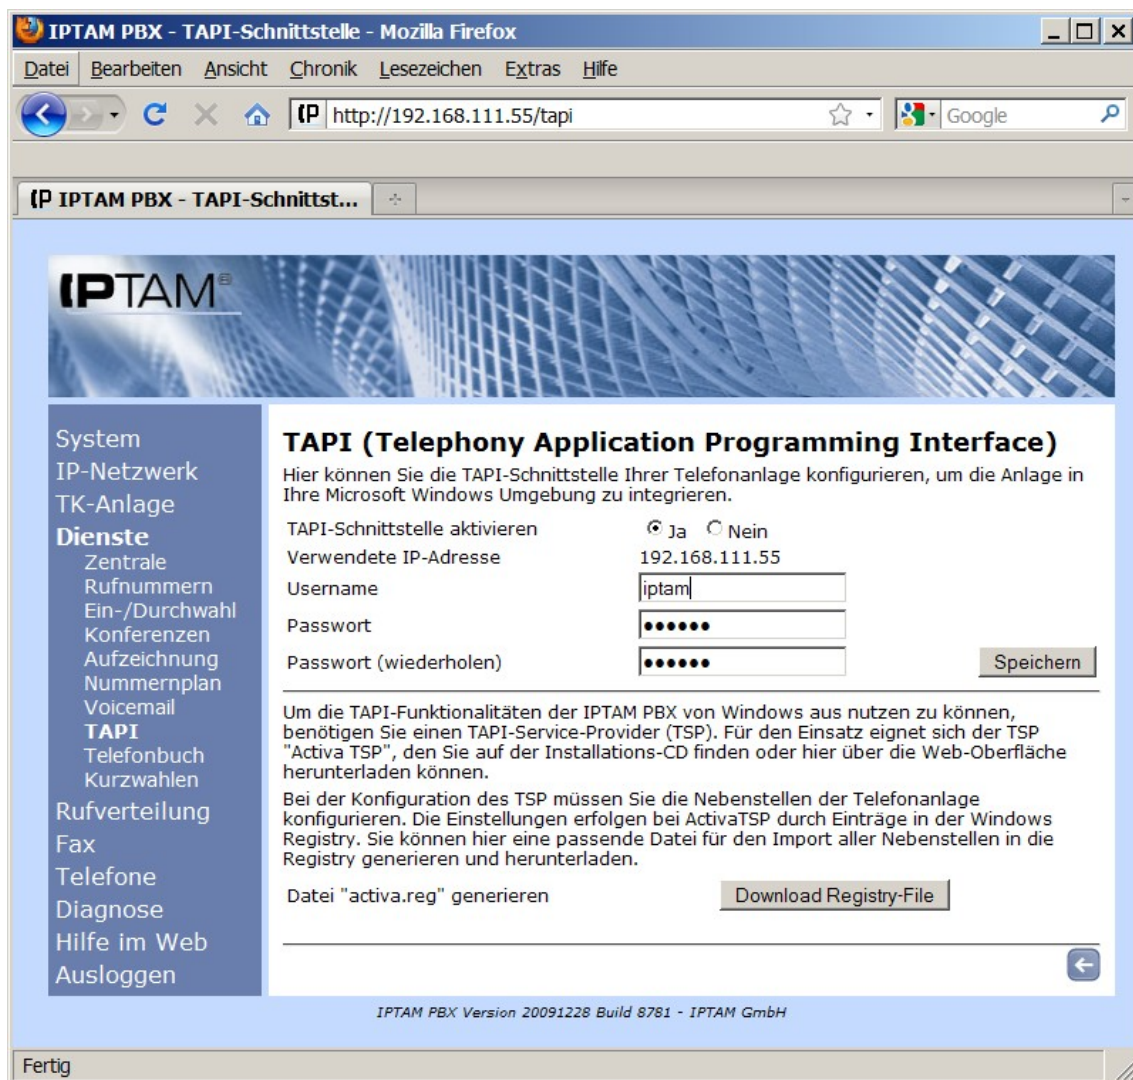 IPTAM PBX - TAPI-Schnittstelle - Mozilla Firefox
Datei Bearbeiten Ansicht Chronik Lesezeichen Extras Hilfe
http://192.168.111.55/tapi
Google
IPTAM PBX - TAPI-Schnittst...
IPTAM®
System
IP-Netzwerk
TK-Anlage
Dienste
Zentrale
Rufnummern
Ein-/Durchwahl
Konferenzen
Aufzeichnung
Nummernplan
Voicemail
TAPI
Telefonbuch
Kurzwahlen
Rufverteilung
Fax
Telefone
Diagnose
Hilfe im Web
Ausloggen
TAPI (Telephony Application Programming Interface)
Hier können Sie die TAPI-Schnittstelle Ihrer Telefonanlage konfigurieren, um die Anlage in
Ihre Microsoft Windows Umgebung zu integrieren.
TAPI-Schnittstelle aktivieren Ja Nein
Verwendete IP-Adresse 192.168.111.55
Username iptam
Passwort ●●●●●●
Passwort (wiederholen) ●●●●●● Speichern
Um die TAPI-Funktionalitäten der IPTAM PBX von Windows aus nutzen zu können,
benötigen Sie einen TAPI-Service-Provider (TSP). Für den Einsatz eignet sich der TSP
"Activa TSP", den Sie auf der Installations-CD finden oder hier über die Web-Oberfläche
herunterladen können.
Bei der Konfiguration des TSP müssen Sie die Nebenstellen der Telefonanlage
konfigurieren. Die Einstellungen erfolgen bei ActivaTSP durch Einträge in der Windows
Registry. Sie können hier eine passende Datei für den Import aller Nebenstellen in die
Registry generieren und herunterladen.
Datei "activa.reg" generieren Download Registry-File
IPTAM PBX Version 20091228 Build 8781 - IPTAM GmbH
Fertig